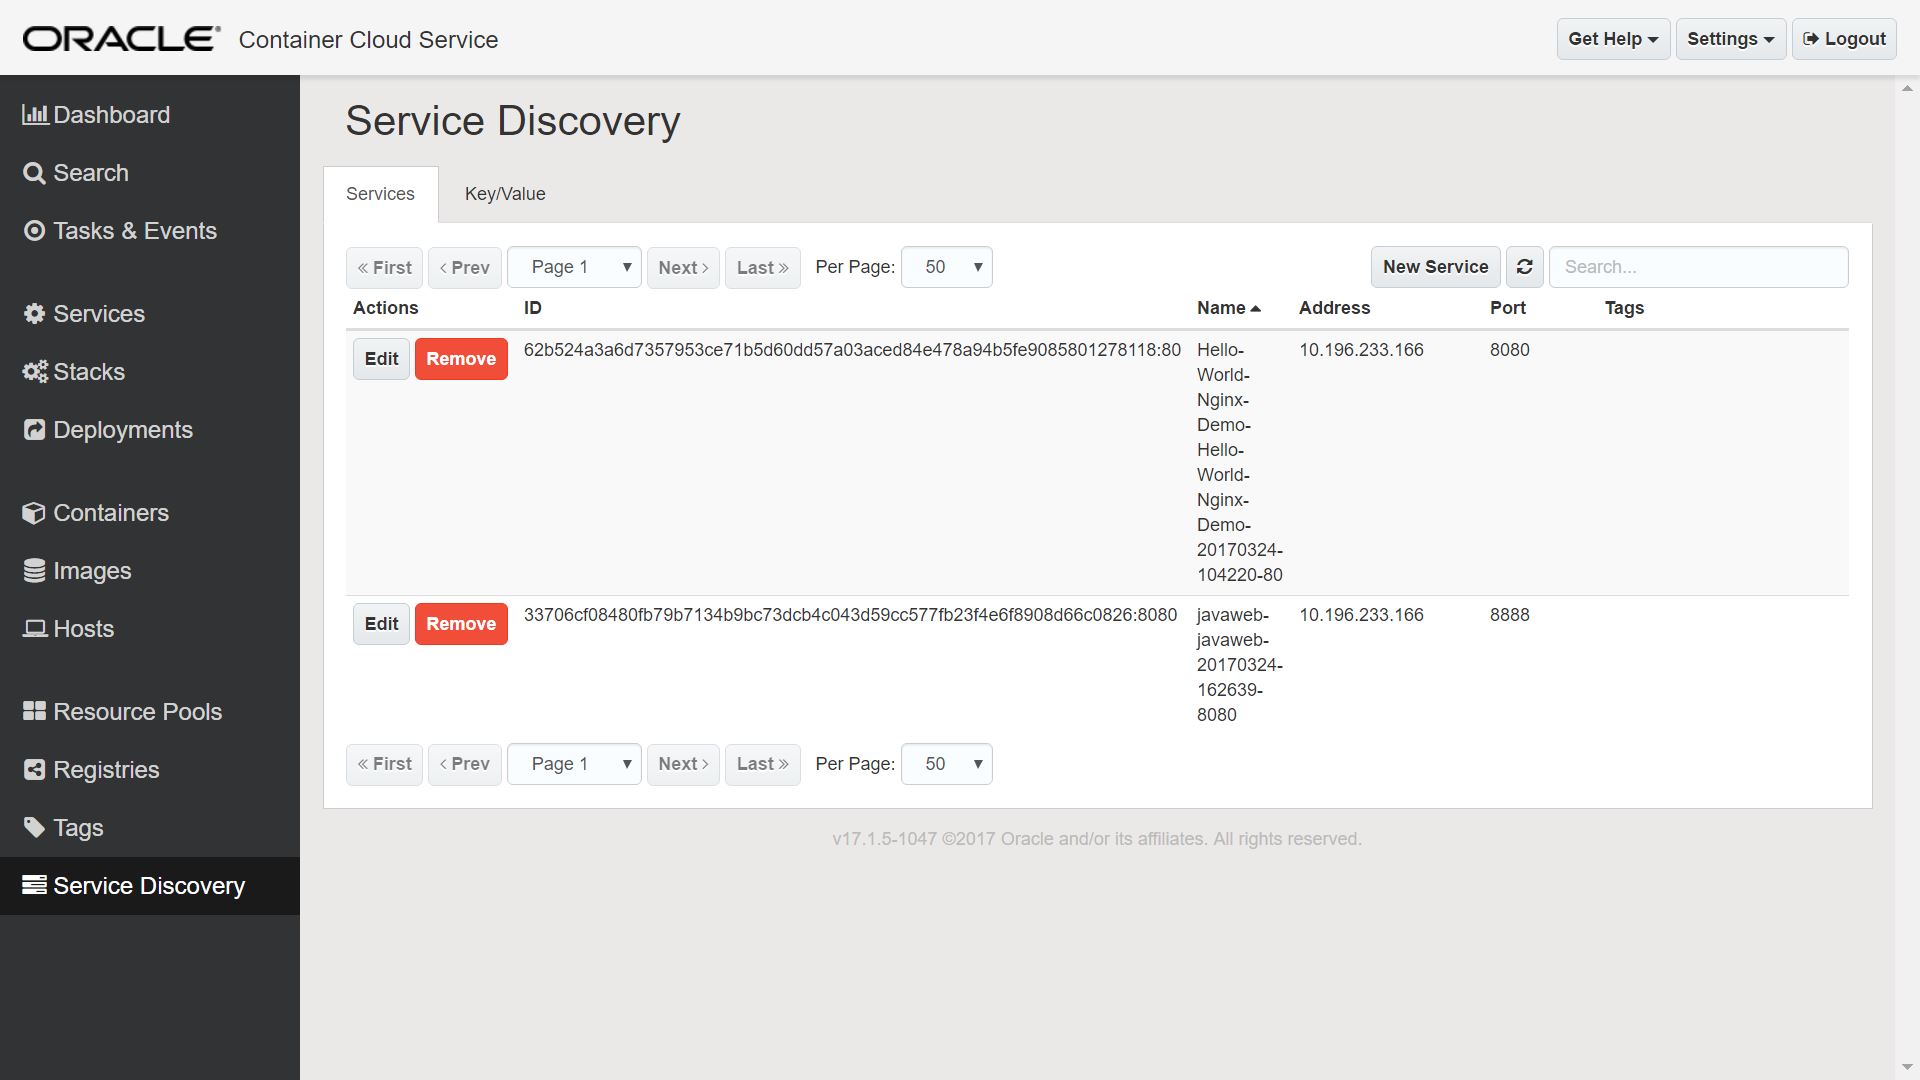 ORACLE® Container Cloud Service
Get Help
Settings
Logout
Dashboard
Search
Tasks & Events
Services
Stacks
Deployments
Containers
Images
Hosts
Resource Pools
Registries
Tags
Service Discovery
Service Discovery
Services
Key/Value
« First
‹ Prev
Page 1
Next ›
Last »
Per Page:
50
New Service
Search...
Actions
ID
Name
Address
Port
Tags
Edit
Remove
62b524a3a6d7357953ce71b5d60dd57a03aced84e478a94b5fe9085801278118:80
Hello-
World-
Nginx-
Demo-
Hello-
World-
Nginx-
Demo-
20170324-
104220-80
10.196.233.166
8080
Edit
Remove
33706cf08480fb79b7134b9bc73dcb4c043d59cc577fb23f4e6f8908d66c0826:8080
javaweb-
javaweb-
20170324-
162639-
8080
10.196.233.166
8888
« First
‹ Prev
Page 1
Next ›
Last »
Per Page:
50
v17.1.5-1047 ©2017 Oracle and/or its affiliates. All rights reserved.